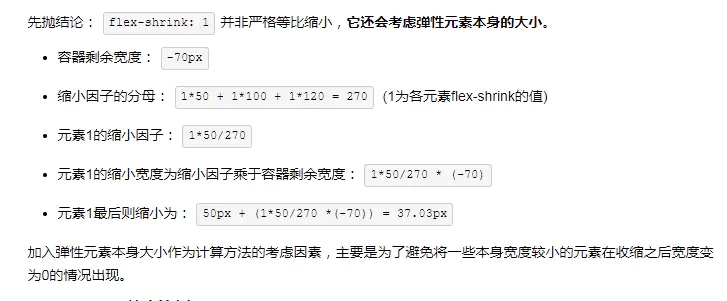 先抛结论： flex-shrink: 1 并非严格等比缩小，它还会考虑弹性元素本身的大小。
• 容器剩余宽度： -70px
• 缩小因子的分母： 1*50 + 1*100 + 1*120 = 270 (1为各元素flex-shrink的值)
• 元素1的缩小因子： 1*50/270
• 元素1的缩小宽度为缩小因子乘于容器剩余宽度： 1*50/270 * (-70)
• 元素1最后则缩小为： 50px + (1*50/270 *(-70)) = 37.03px
加入弹性元素本身大小作为计算方法的考虑因素，主要是为了避免将一些本身宽度较小的元素在收缩之后宽度变
为0的情况出现。